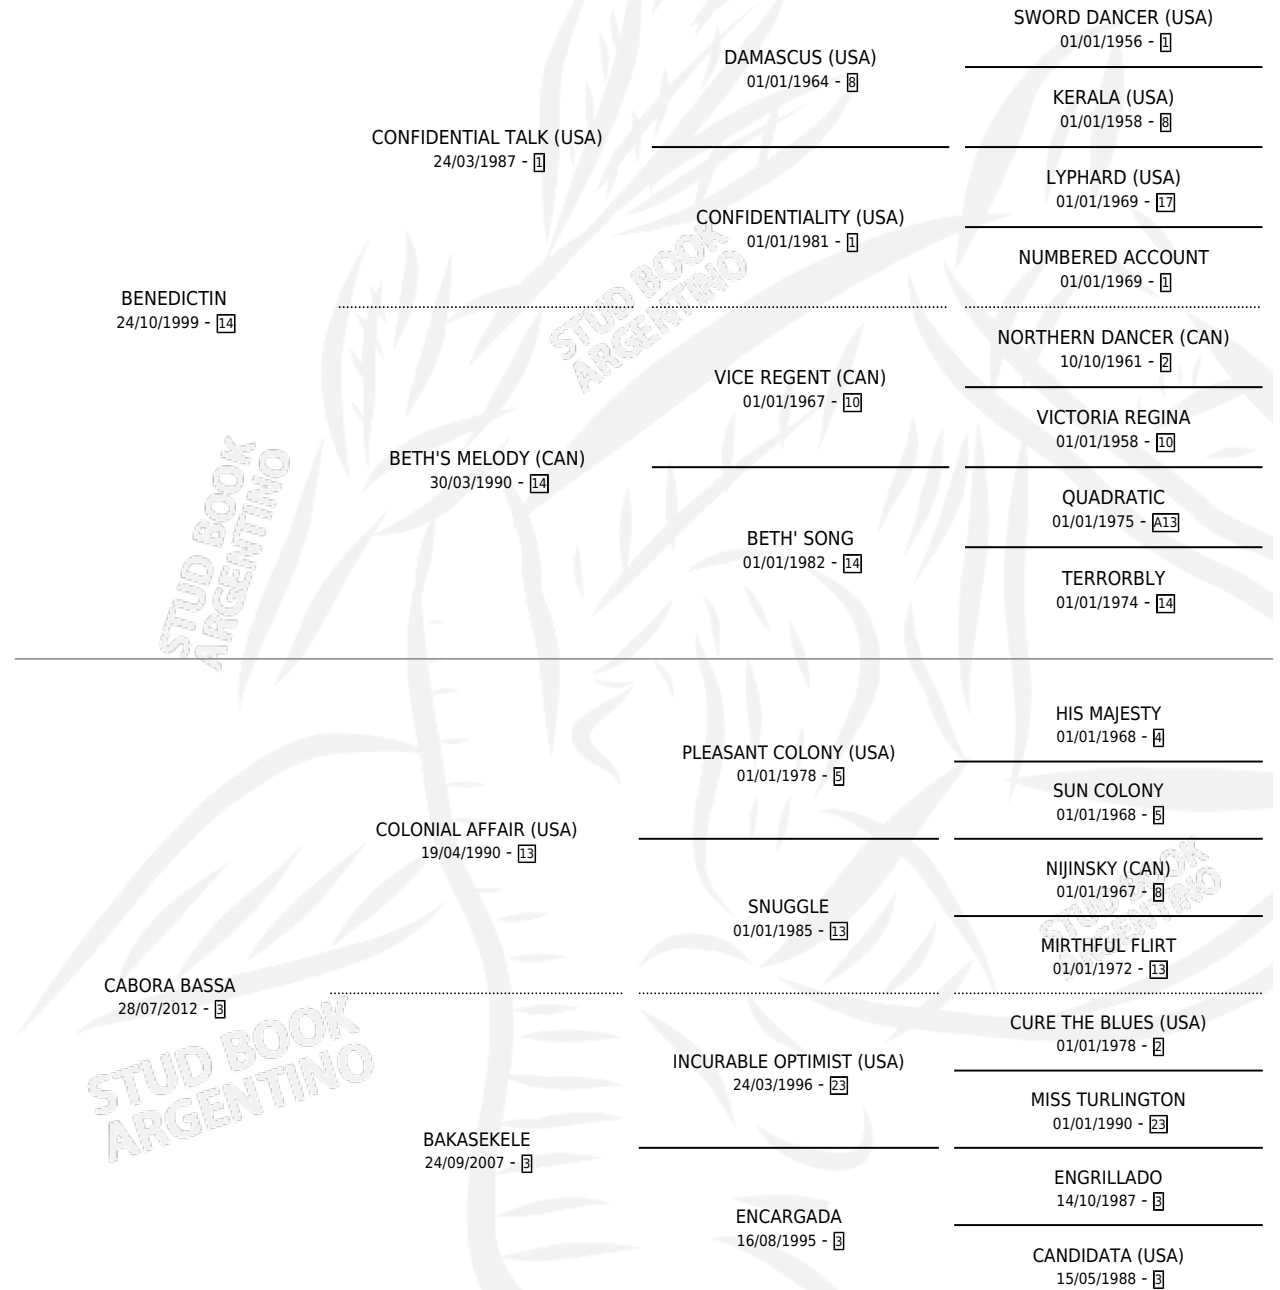 SWORD DANCER (USA)
01/01/1956 - 1
DAMASCUS (USA)
01/01/1964 - 8
KERALA (USA)
01/01/1958 - 8
CONFIDENTIAL TALK (USA)
24/03/1987 - 1
LYPHARD (USA)
01/01/1969 - 17
CONFIDENTIALITY (USA)
01/01/1981 - 1
NUMBERED ACCOUNT
01/01/1969 - 1
BENEDICTIN
24/10/1999 - 14
NORTHERN DANCER (CAN)
10/10/1961 - 2
VICE REGENT (CAN)
01/01/1967 - 10
VICTORIA REGINA
01/01/1958 - 10
BETH'S MELODY (CAN)
30/03/1990 - 14
QUADRATIC
01/01/1975 - A13
BETH' SONG
01/01/1982 - 14
TERRORBLY
01/01/1974 - 14
STUD BOOK
ARGENTINO
STUD BOOK
ARGENTINO
HIS MAJESTY
01/01/1968 - 4
PLEASANT COLONY (USA)
01/01/1978 - 5
SUN COLONY
01/01/1968 - 5
COLONIAL AFFAIR (USA)
19/04/1990 - 13
NIJINSKY (CAN)
01/01/1967 - 8
SNUGGLE
01/01/1985 - 13
MIRTHFUL FLIRT
01/01/1972 - 13
CABORA BASSA
28/07/2012 - 3
CURE THE BLUES (USA)
01/01/1978 - 2
INCURABLE OPTIMIST (USA)
24/03/1996 - 23
MISS TURLINGTON
01/01/1990 - 23
BAKASEKELE
24/09/2007 - 3
ENGRILLADO
14/10/1987 - 3
ENCARGADA
16/08/1995 - 3
CANDIDATA (USA)
15/05/1988 - 3
STUD BOOK
ARGENTINO
STUD BOOK
ARGENTINO